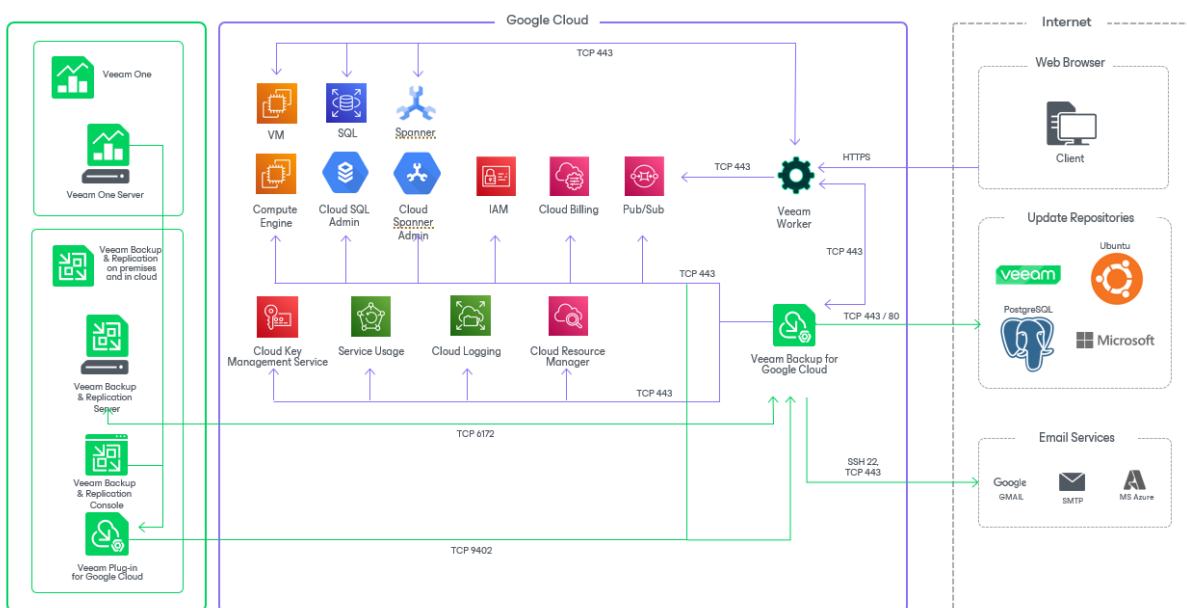 Google Cloud
Internet
Veeam One
Veeam One Server
Veeam Backup
& Replication
on premises
and in cloud
Veeam Backup
& Replication
Server
Veeam Backup
& Replication
Console
Veeam Plug-in
for Google Cloud
TCP 443
VM
SQL
Spanner
Compute
Engine
Cloud SQL
Admin
Cloud
Spanner
Admin
IAM
Cloud Billing
Pub/Sub
TCP 443
Veeam
Worker
HTTPS
TCP 443
TCP 443
Cloud Key
Management Service
Service Usage
Cloud Logging
Cloud Resource
Manager
Veeam Backup for
Google Cloud
TCP 443 / 80
TCP 443
TCP 6172
SSH 22,
TCP 443
TCP 9402
Web Browser
Client
Update Repositories
veeam
Ubuntu
PostgreSQL
Microsoft
Email Services
Google
GMAIL
SMTP
MS Azure